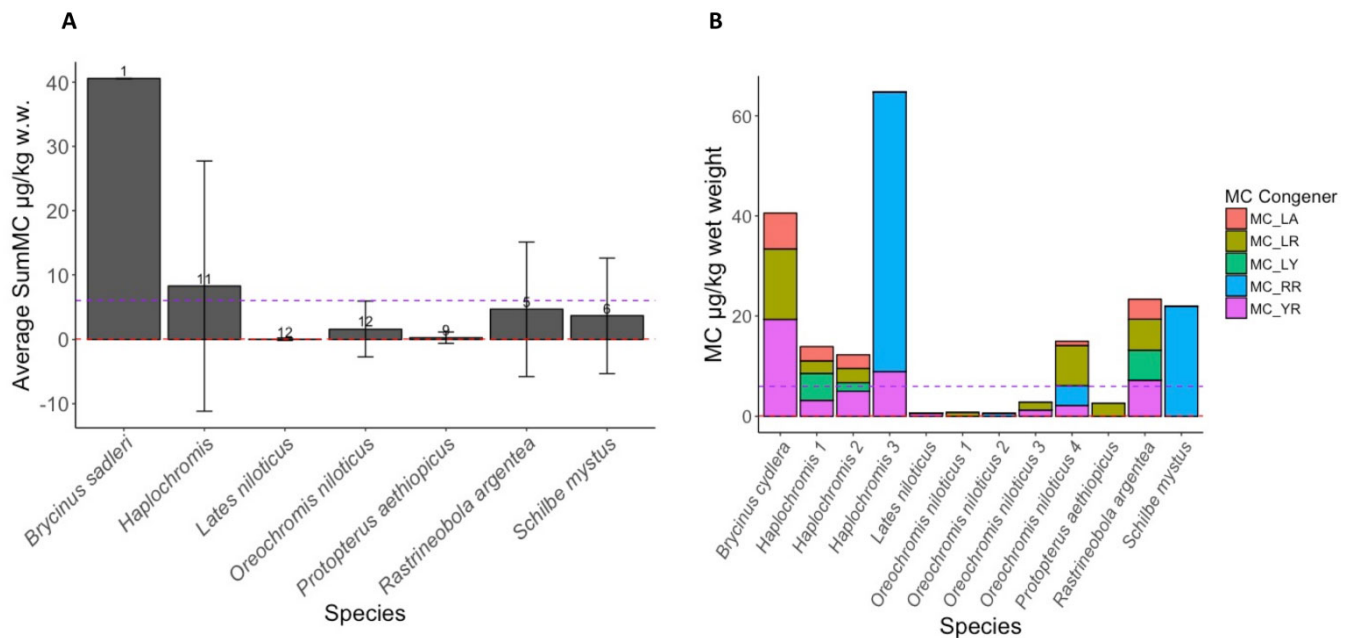 A
Average SumMC µg/kg w.w.
40
30
20
10
0
-10
1
11
12
12
9
5
6
Brycinus sadleri
Haplochromis
Lates niloticus
Oreochromis niloticus
Protopterus aethiopicus
Rastrineobola argentea
Schilbe mystus
Species
B
MC µg/kg wet weight
60
40
20
0
Brycinus cydlera
Haplochromis 1
Haplochromis 2
Haplochromis 3
Lates niloticus
Oreochromis niloticus 1
Oreochromis niloticus 2
Oreochromis niloticus 3
Oreochromis niloticus 4
Protopterus aethiopicus
Rastrineobola argentea
Schilbe mystus
Species
MC Congener
MC_LA
MC_LR
MC_LY
MC_RR
MC_YR